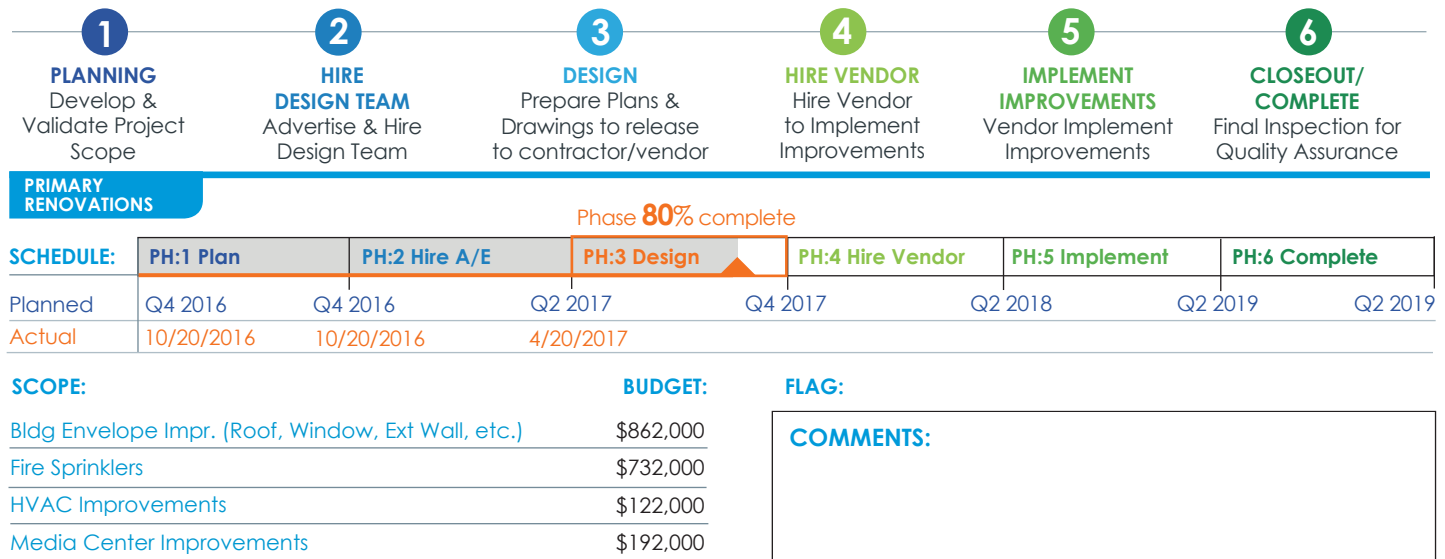 1 2 3 4 5 6
PLANNING
Develop &
Validate Project
Scope
HIRE
DESIGN TEAM
Advertise & Hire
Design Team
DESIGN
Prepare Plans &
Drawings to release
to contractor/vendor
HIRE VENDOR
Hire Vendor
to Implement
Improvements
IMPLEMENT
IMPROVEMENTS
Vendor Implement
Improvements
CLOSEOUT/
COMPLETE
Final Inspection for
Quality Assurance
PRIMARY
RENOVATIONS
Phase 80% complete
SCHEDULE: PH:1 Plan PH:2 Hire A/E PH:3 Design PH:4 Hire Vendor PH:5 Implement PH:6 Complete
Planned Q4 2016 Q4 2016 Q2 2017 Q4 2017 Q2 2018 Q2 2019 Q2 2019
Actual 10/20/2016 10/20/2016 4/20/2017
SCOPE: BUDGET: FLAG:
Bldg Envelope Impr. (Roof, Window, Ext Wall, etc.) $862,000
Fire Sprinklers $732,000
HVAC Improvements $122,000
Media Center Improvements $192,000
COMMENTS: